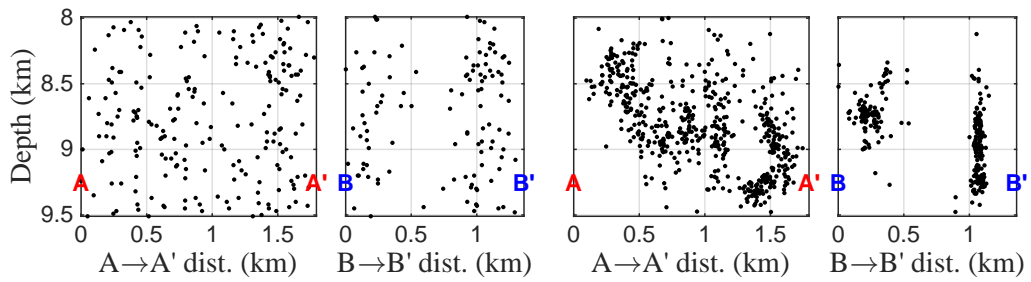 8
8.5
9
9.5
Depth (km)
A A' B B' A A' B B'
0 0.5 1 1.5 0 0.5 1 0 0.5 1 1.5 0 0.5 1
A→A' dist. (km) B→B' dist. (km) A→A' dist. (km) B→B' dist. (km)